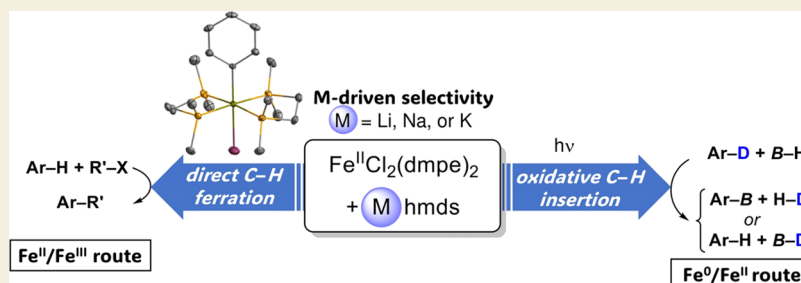 M-driven selectivity
M = Li, Na, or K
Ar–H + R'–X
Ar–R'
direct C–H
ferration
Fe^IICl2(dmpe)2
+ M hmds
hν
oxidative C–H
insertion
Ar–D + B–H
Ar–B + H–D
or
Ar–H + B–D
Fe^II/Fe^III route
Fe^0/Fe^II route